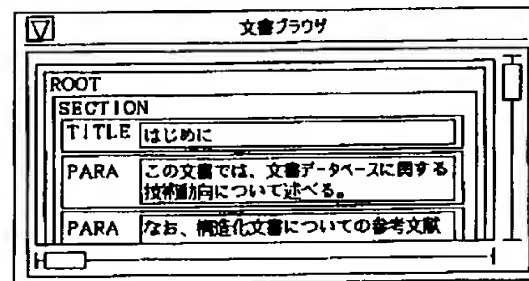 文書ブラウザ
ROOT
SECTION
TITLE はじめに
PARA この文書では、文書データベースに関する
技術動向について述べる。
PARA なお、構造化文書についての参考文献